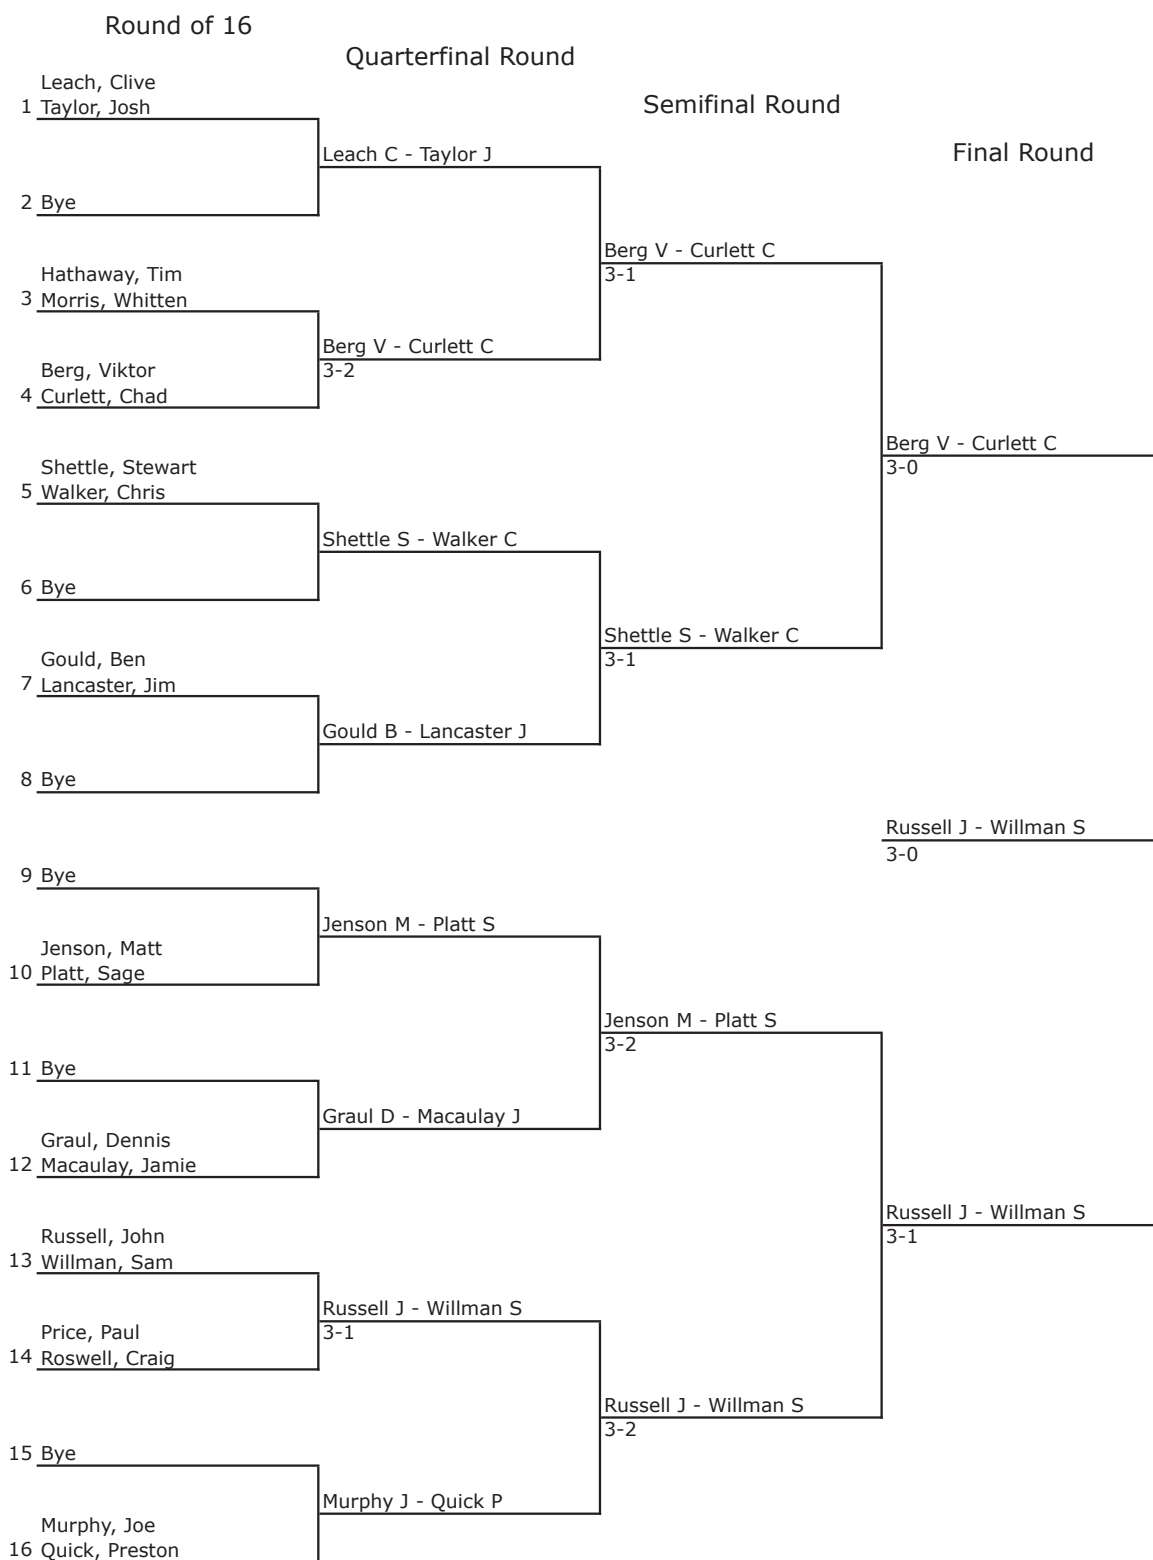 Round of 16
Quarterfinal Round
Semifinal Round
Final Round
Leach, Clive
1 Taylor, Josh
Leach C - Taylor J
2 Bye
Berg V - Curlett C
3-1
Hathaway, Tim
3 Morris, Whitten
Berg V - Curlett C
3-2
Berg, Viktor
4 Curlett, Chad
Berg V - Curlett C
3-0
Shettle, Stewart
5 Walker, Chris
Shettle S - Walker C
6 Bye
Shettle S - Walker C
3-1
Gould, Ben
7 Lancaster, Jim
Gould B - Lancaster J
8 Bye
Russell J - Willman S
3-0
9 Bye
Jenson M - Platt S
Jenson, Matt
10 Platt, Sage
Jenson M - Platt S
3-2
11 Bye
Graul D - Macaulay J
Graul, Dennis
12 Macaulay, Jamie
Russell J - Willman S
3-1
Russell, John
13 Willman, Sam
Russell J - Willman S
3-1
Price, Paul
14 Roswell, Craig
Russell J - Willman S
3-2
15 Bye
Murphy J - Quick P
Murphy, Joe
16 Quick, Preston